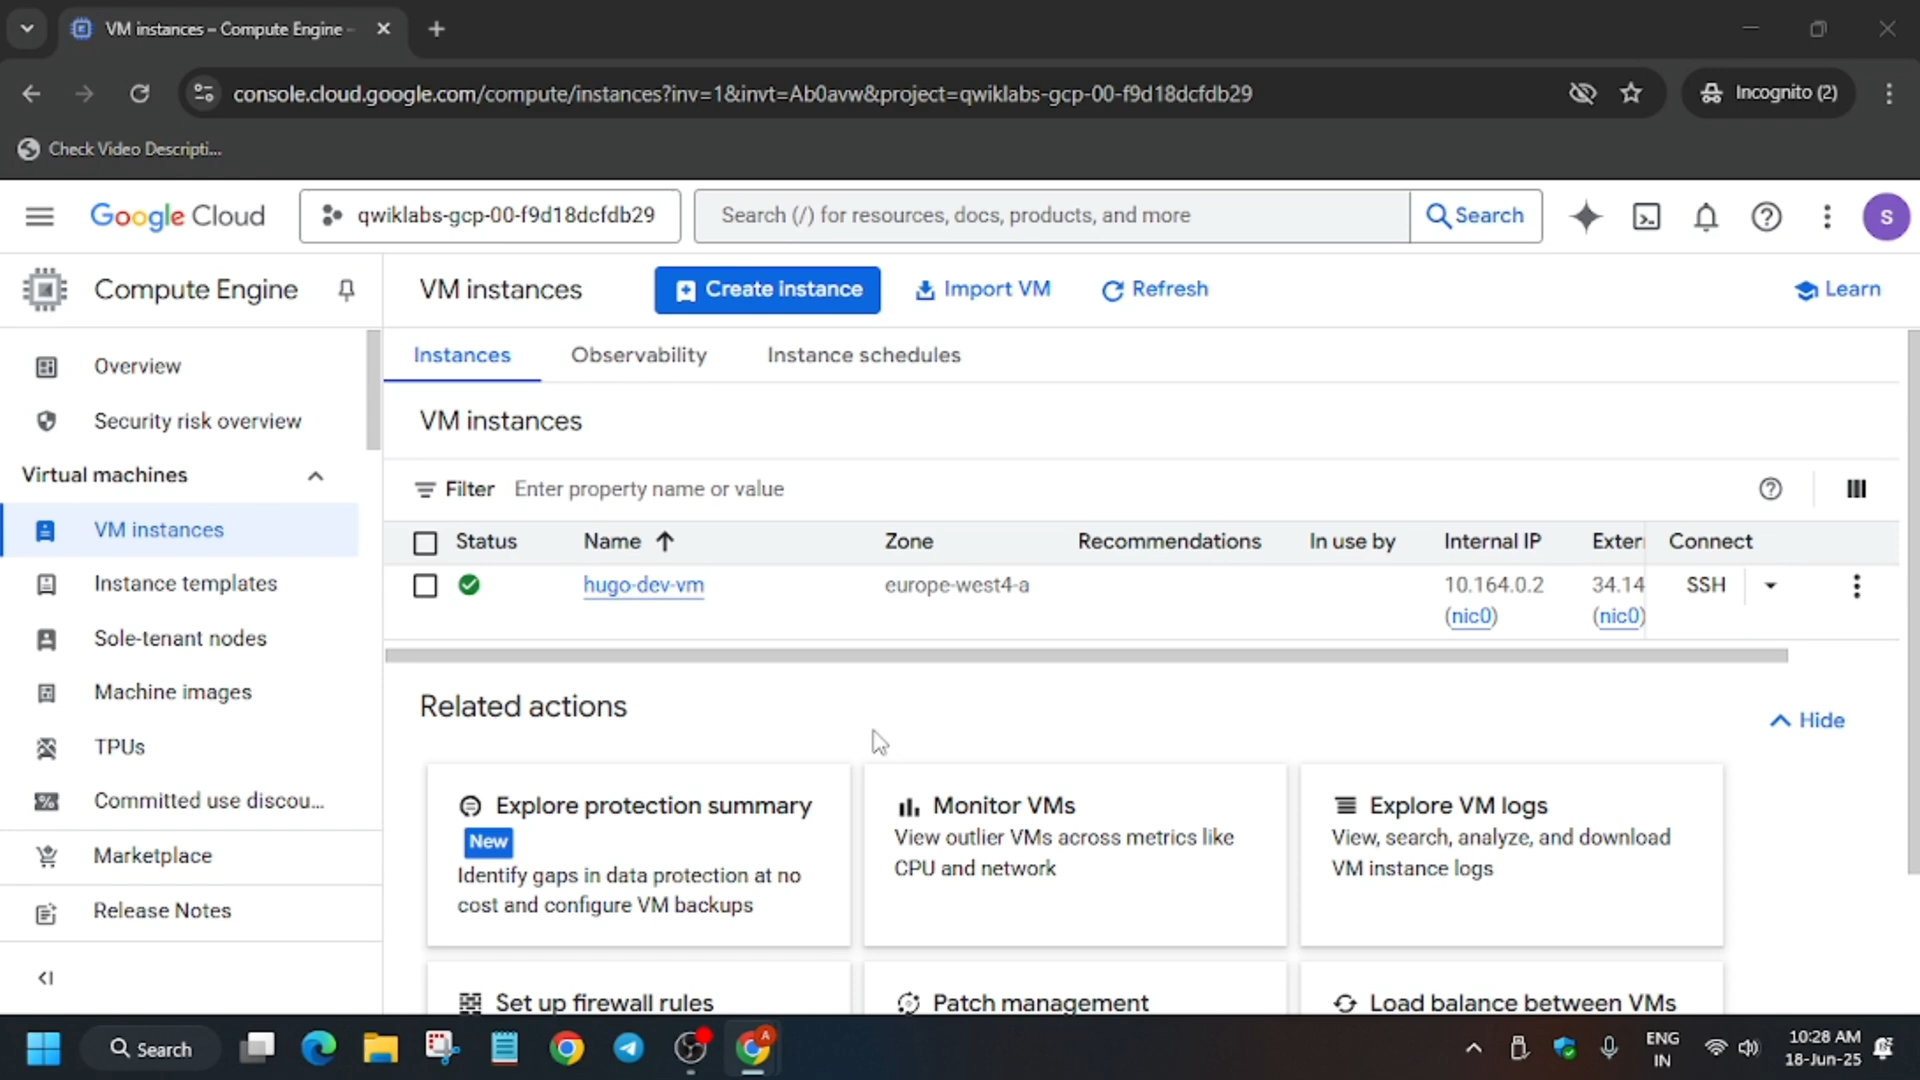 VM instances – Compute Engine –
console.cloud.google.com/compute/instances?inv=1&invt=Ab0avw&project=qwiklabs-gcp-00-f9d18dcfdb29
Incognito (2)
Check Video Descripti...
Google Cloud
qwiklabs-gcp-00-f9d18dcfdb29
Search (/) for resources, docs, products, and more
Search
S
Compute Engine
VM instances
Create instance
Import VM
Refresh
Learn
Overview
Security risk overview
Virtual machines
VM instances
Instance templates
Sole-tenant nodes
Machine images
TPUs
Committed use discou...
Marketplace
Release Notes
Instances
Observability
Instance schedules
VM instances
Filter
Enter property name or value
Status
Name
Zone
Recommendations
In use by
Internal IP
Exter
Connect
hugo-dev-vm
europe-west4-a
10.164.0.2
(nic0)
34.14
(nic0)
SSH
Related actions
Hide
Explore protection summary
New
Identify gaps in data protection at no
cost and configure VM backups
Monitor VMs
View outlier VMs across metrics like
CPU and network
Explore VM logs
View, search, analyze, and download
VM instance logs
Set up firewall rules
Patch management
Load balance between VMs
Search
A
ENG
IN
10:28 AM
18-Jun-25